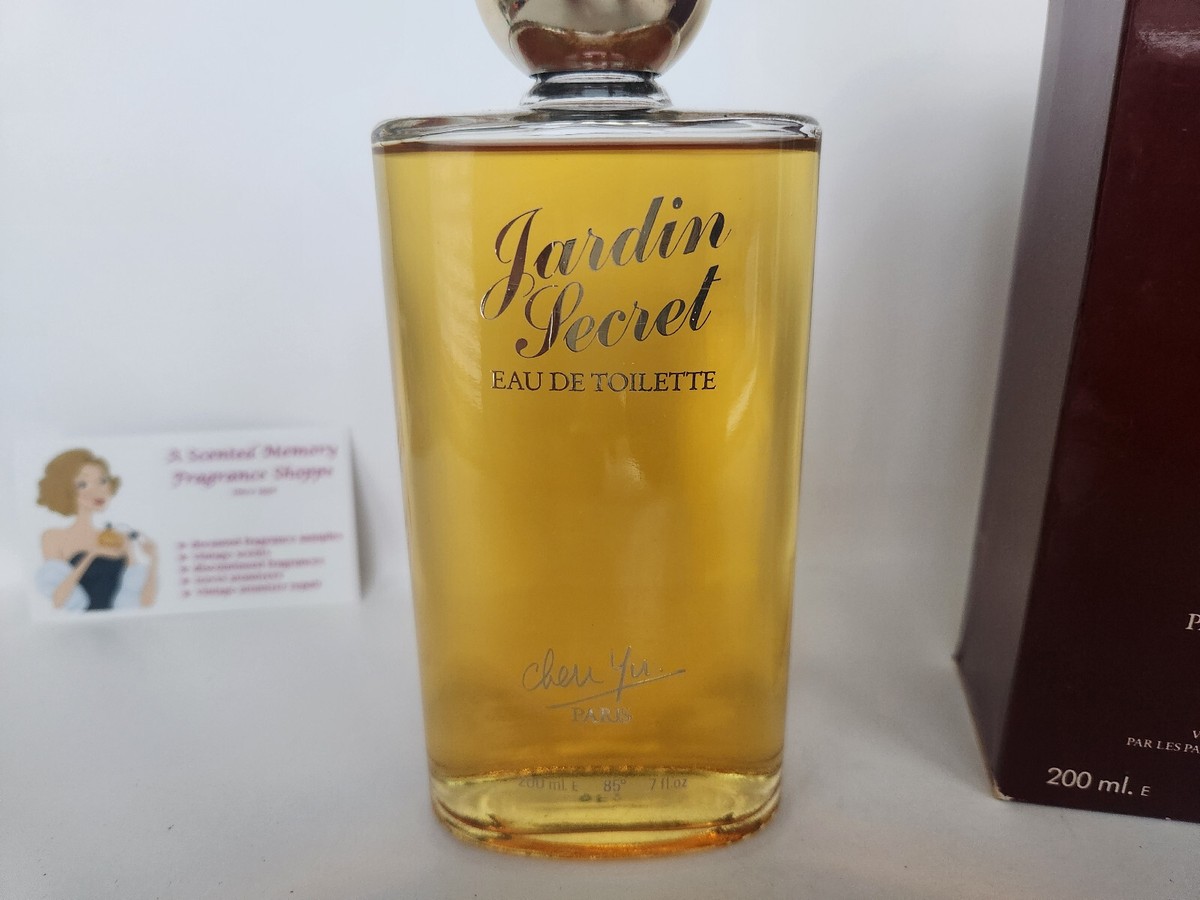 Jardin
Secret
EAU DE TOILETTE
Chen Yu.
PARIS
200 ml. E 85° 7 fl.oz
A Scented Memory
Fragrance Shoppe
PAR LES PA
200 ml. E